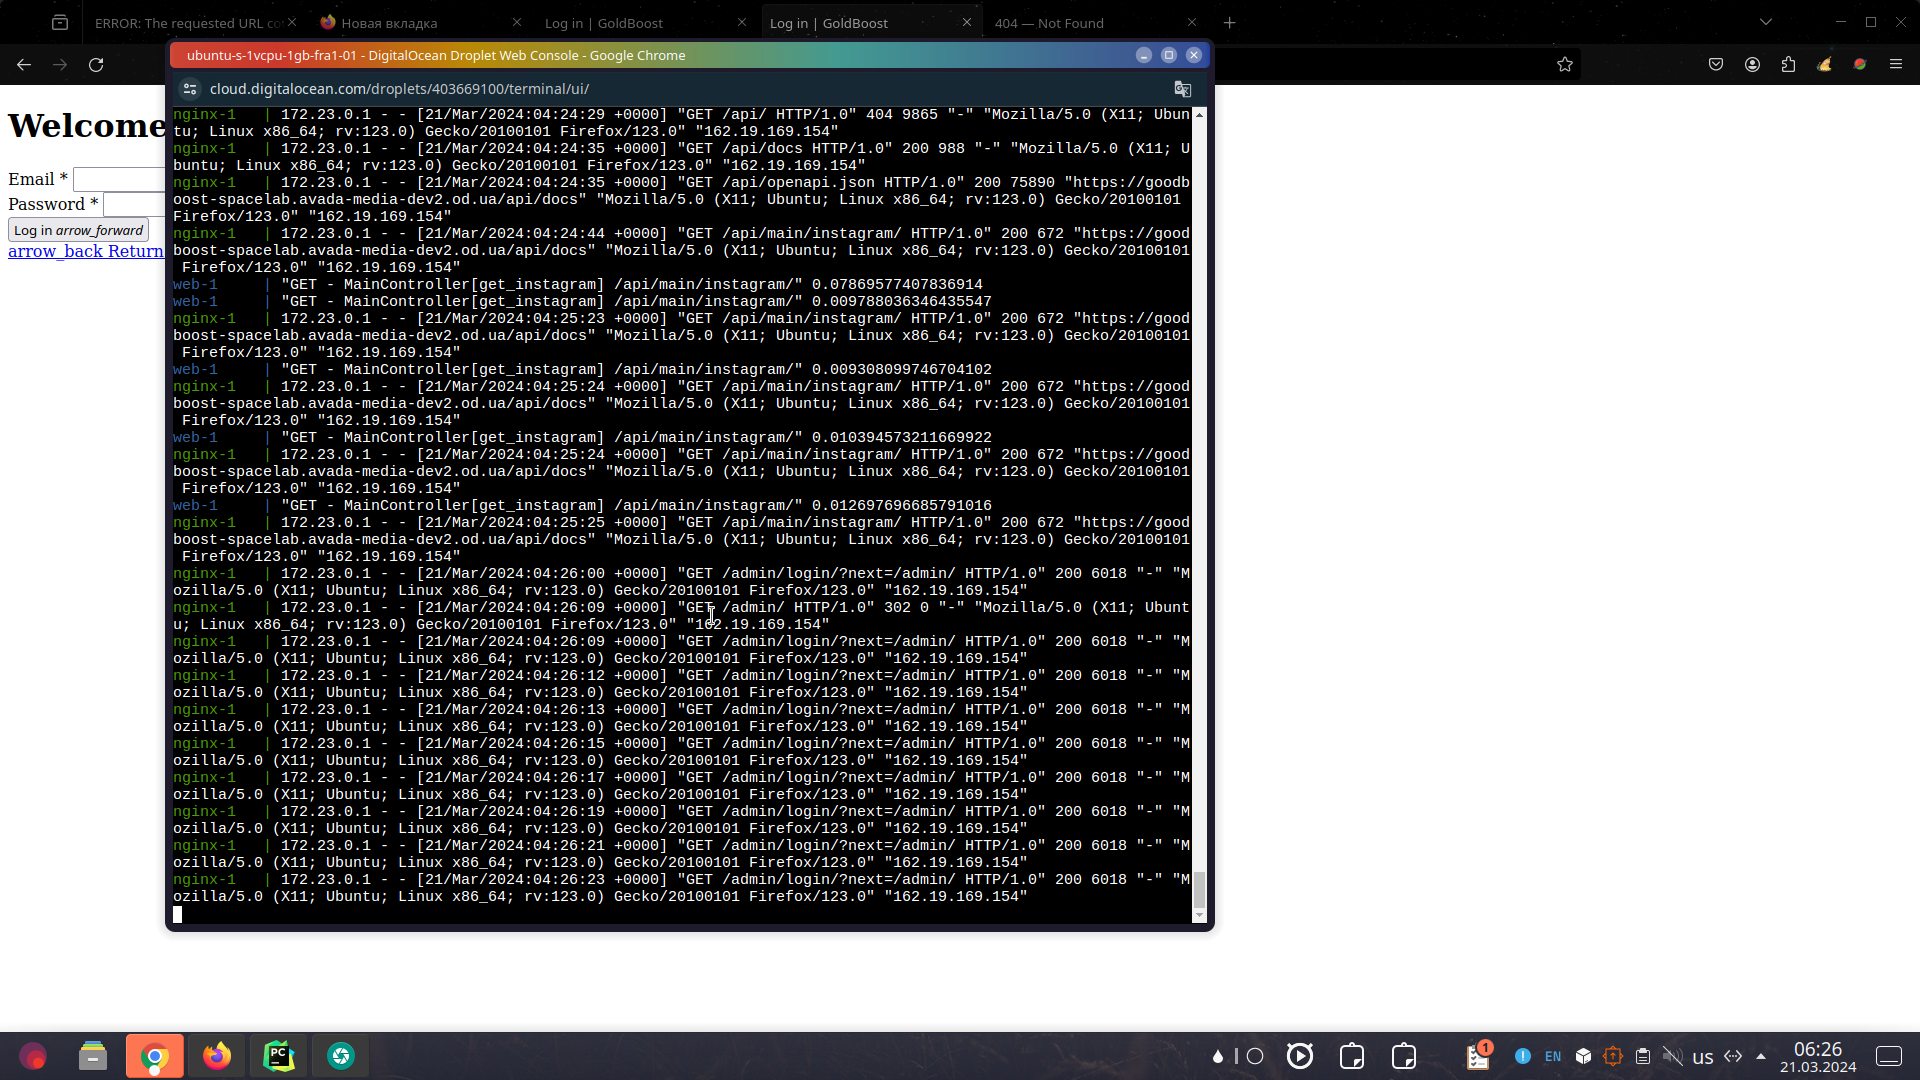 ERROR: The requested URL co
Новая вкладка
Log in | GoldBoost
Log in | GoldBoost
404 — Not Found
ubuntu-s-1vcpu-1gb-fra1-01 - DigitalOcean Droplet Web Console - Google Chrome
cloud.digitalocean.com/droplets/403669100/terminal/ui/
Welcome
Email *
Password *
Log in arrow_forward
arrow_back Return
nginx-1 | 172.23.0.1 - - [21/Mar/2024:04:24:29 +0000] "GET /api/ HTTP/1.0" 404 9865 "-" "Mozilla/5.0 (X11; Ubun
tu; Linux x86_64; rv:123.0) Gecko/20100101 Firefox/123.0" "162.19.169.154"
nginx-1 | 172.23.0.1 - - [21/Mar/2024:04:24:35 +0000] "GET /api/docs HTTP/1.0" 200 988 "-" "Mozilla/5.0 (X11; U
buntu; Linux x86_64; rv:123.0) Gecko/20100101 Firefox/123.0" "162.19.169.154"
nginx-1 | 172.23.0.1 - - [21/Mar/2024:04:24:35 +0000] "GET /api/openapi.json HTTP/1.0" 200 75890 "https://goodb
oost-spacelab.avada-media-dev2.od.ua/api/docs" "Mozilla/5.0 (X11; Ubuntu; Linux x86_64; rv:123.0) Gecko/20100101
Firefox/123.0" "162.19.169.154"
nginx-1 | 172.23.0.1 - - [21/Mar/2024:04:24:44 +0000] "GET /api/main/instagram/ HTTP/1.0" 200 672 "https://good
boost-spacelab.avada-media-dev2.od.ua/api/docs" "Mozilla/5.0 (X11; Ubuntu; Linux x86_64; rv:123.0) Gecko/20100101
Firefox/123.0" "162.19.169.154"
web-1 | "GET - MainController[get_instagram] /api/main/instagram/" 0.07869577407836914
web-1 | "GET - MainController[get_instagram] /api/main/instagram/" 0.009788036346435547
nginx-1 | 172.23.0.1 - - [21/Mar/2024:04:25:23 +0000] "GET /api/main/instagram/ HTTP/1.0" 200 672 "https://good
boost-spacelab.avada-media-dev2.od.ua/api/docs" "Mozilla/5.0 (X11; Ubuntu; Linux x86_64; rv:123.0) Gecko/20100101
Firefox/123.0" "162.19.169.154"
web-1 | "GET - MainController[get_instagram] /api/main/instagram/" 0.009308099746704102
nginx-1 | 172.23.0.1 - - [21/Mar/2024:04:25:24 +0000] "GET /api/main/instagram/ HTTP/1.0" 200 672 "https://good
boost-spacelab.avada-media-dev2.od.ua/api/docs" "Mozilla/5.0 (X11; Ubuntu; Linux x86_64; rv:123.0) Gecko/20100101
Firefox/123.0" "162.19.169.154"
web-1 | "GET - MainController[get_instagram] /api/main/instagram/" 0.010394573211669922
nginx-1 | 172.23.0.1 - - [21/Mar/2024:04:25:24 +0000] "GET /api/main/instagram/ HTTP/1.0" 200 672 "https://good
boost-spacelab.avada-media-dev2.od.ua/api/docs" "Mozilla/5.0 (X11; Ubuntu; Linux x86_64; rv:123.0) Gecko/20100101
Firefox/123.0" "162.19.169.154"
web-1 | "GET - MainController[get_instagram] /api/main/instagram/" 0.012697696685791016
nginx-1 | 172.23.0.1 - - [21/Mar/2024:04:25:25 +0000] "GET /api/main/instagram/ HTTP/1.0" 200 672 "https://good
boost-spacelab.avada-media-dev2.od.ua/api/docs" "Mozilla/5.0 (X11; Ubuntu; Linux x86_64; rv:123.0) Gecko/20100101
Firefox/123.0" "162.19.169.154"
nginx-1 | 172.23.0.1 - - [21/Mar/2024:04:26:00 +0000] "GET /admin/login/?next=/admin/ HTTP/1.0" 200 6018 "-" "M
ozilla/5.0 (X11; Ubuntu; Linux x86_64; rv:123.0) Gecko/20100101 Firefox/123.0" "162.19.169.154"
nginx-1 | 172.23.0.1 - - [21/Mar/2024:04:26:09 +0000] "GET /admin/ HTTP/1.0" 302 0 "-" "Mozilla/5.0 (X11; Ubunt
u; Linux x86_64; rv:123.0) Gecko/20100101 Firefox/123.0" "162.19.169.154"
nginx-1 | 172.23.0.1 - - [21/Mar/2024:04:26:09 +0000] "GET /admin/login/?next=/admin/ HTTP/1.0" 200 6018 "-" "M
ozilla/5.0 (X11; Ubuntu; Linux x86_64; rv:123.0) Gecko/20100101 Firefox/123.0" "162.19.169.154"
nginx-1 | 172.23.0.1 - - [21/Mar/2024:04:26:12 +0000] "GET /admin/login/?next=/admin/ HTTP/1.0" 200 6018 "-" "M
ozilla/5.0 (X11; Ubuntu; Linux x86_64; rv:123.0) Gecko/20100101 Firefox/123.0" "162.19.169.154"
nginx-1 | 172.23.0.1 - - [21/Mar/2024:04:26:13 +0000] "GET /admin/login/?next=/admin/ HTTP/1.0" 200 6018 "-" "M
ozilla/5.0 (X11; Ubuntu; Linux x86_64; rv:123.0) Gecko/20100101 Firefox/123.0" "162.19.169.154"
nginx-1 | 172.23.0.1 - - [21/Mar/2024:04:26:15 +0000] "GET /admin/login/?next=/admin/ HTTP/1.0" 200 6018 "-" "M
ozilla/5.0 (X11; Ubuntu; Linux x86_64; rv:123.0) Gecko/20100101 Firefox/123.0" "162.19.169.154"
nginx-1 | 172.23.0.1 - - [21/Mar/2024:04:26:17 +0000] "GET /admin/login/?next=/admin/ HTTP/1.0" 200 6018 "-" "M
ozilla/5.0 (X11; Ubuntu; Linux x86_64; rv:123.0) Gecko/20100101 Firefox/123.0" "162.19.169.154"
nginx-1 | 172.23.0.1 - - [21/Mar/2024:04:26:19 +0000] "GET /admin/login/?next=/admin/ HTTP/1.0" 200 6018 "-" "M
ozilla/5.0 (X11; Ubuntu; Linux x86_64; rv:123.0) Gecko/20100101 Firefox/123.0" "162.19.169.154"
nginx-1 | 172.23.0.1 - - [21/Mar/2024:04:26:21 +0000] "GET /admin/login/?next=/admin/ HTTP/1.0" 200 6018 "-" "M
ozilla/5.0 (X11; Ubuntu; Linux x86_64; rv:123.0) Gecko/20100101 Firefox/123.0" "162.19.169.154"
nginx-1 | 172.23.0.1 - - [21/Mar/2024:04:26:23 +0000] "GET /admin/login/?next=/admin/ HTTP/1.0" 200 6018 "-" "M
ozilla/5.0 (X11; Ubuntu; Linux x86_64; rv:123.0) Gecko/20100101 Firefox/123.0" "162.19.169.154"
PC
1
EN
us
06:26
21.03.2024